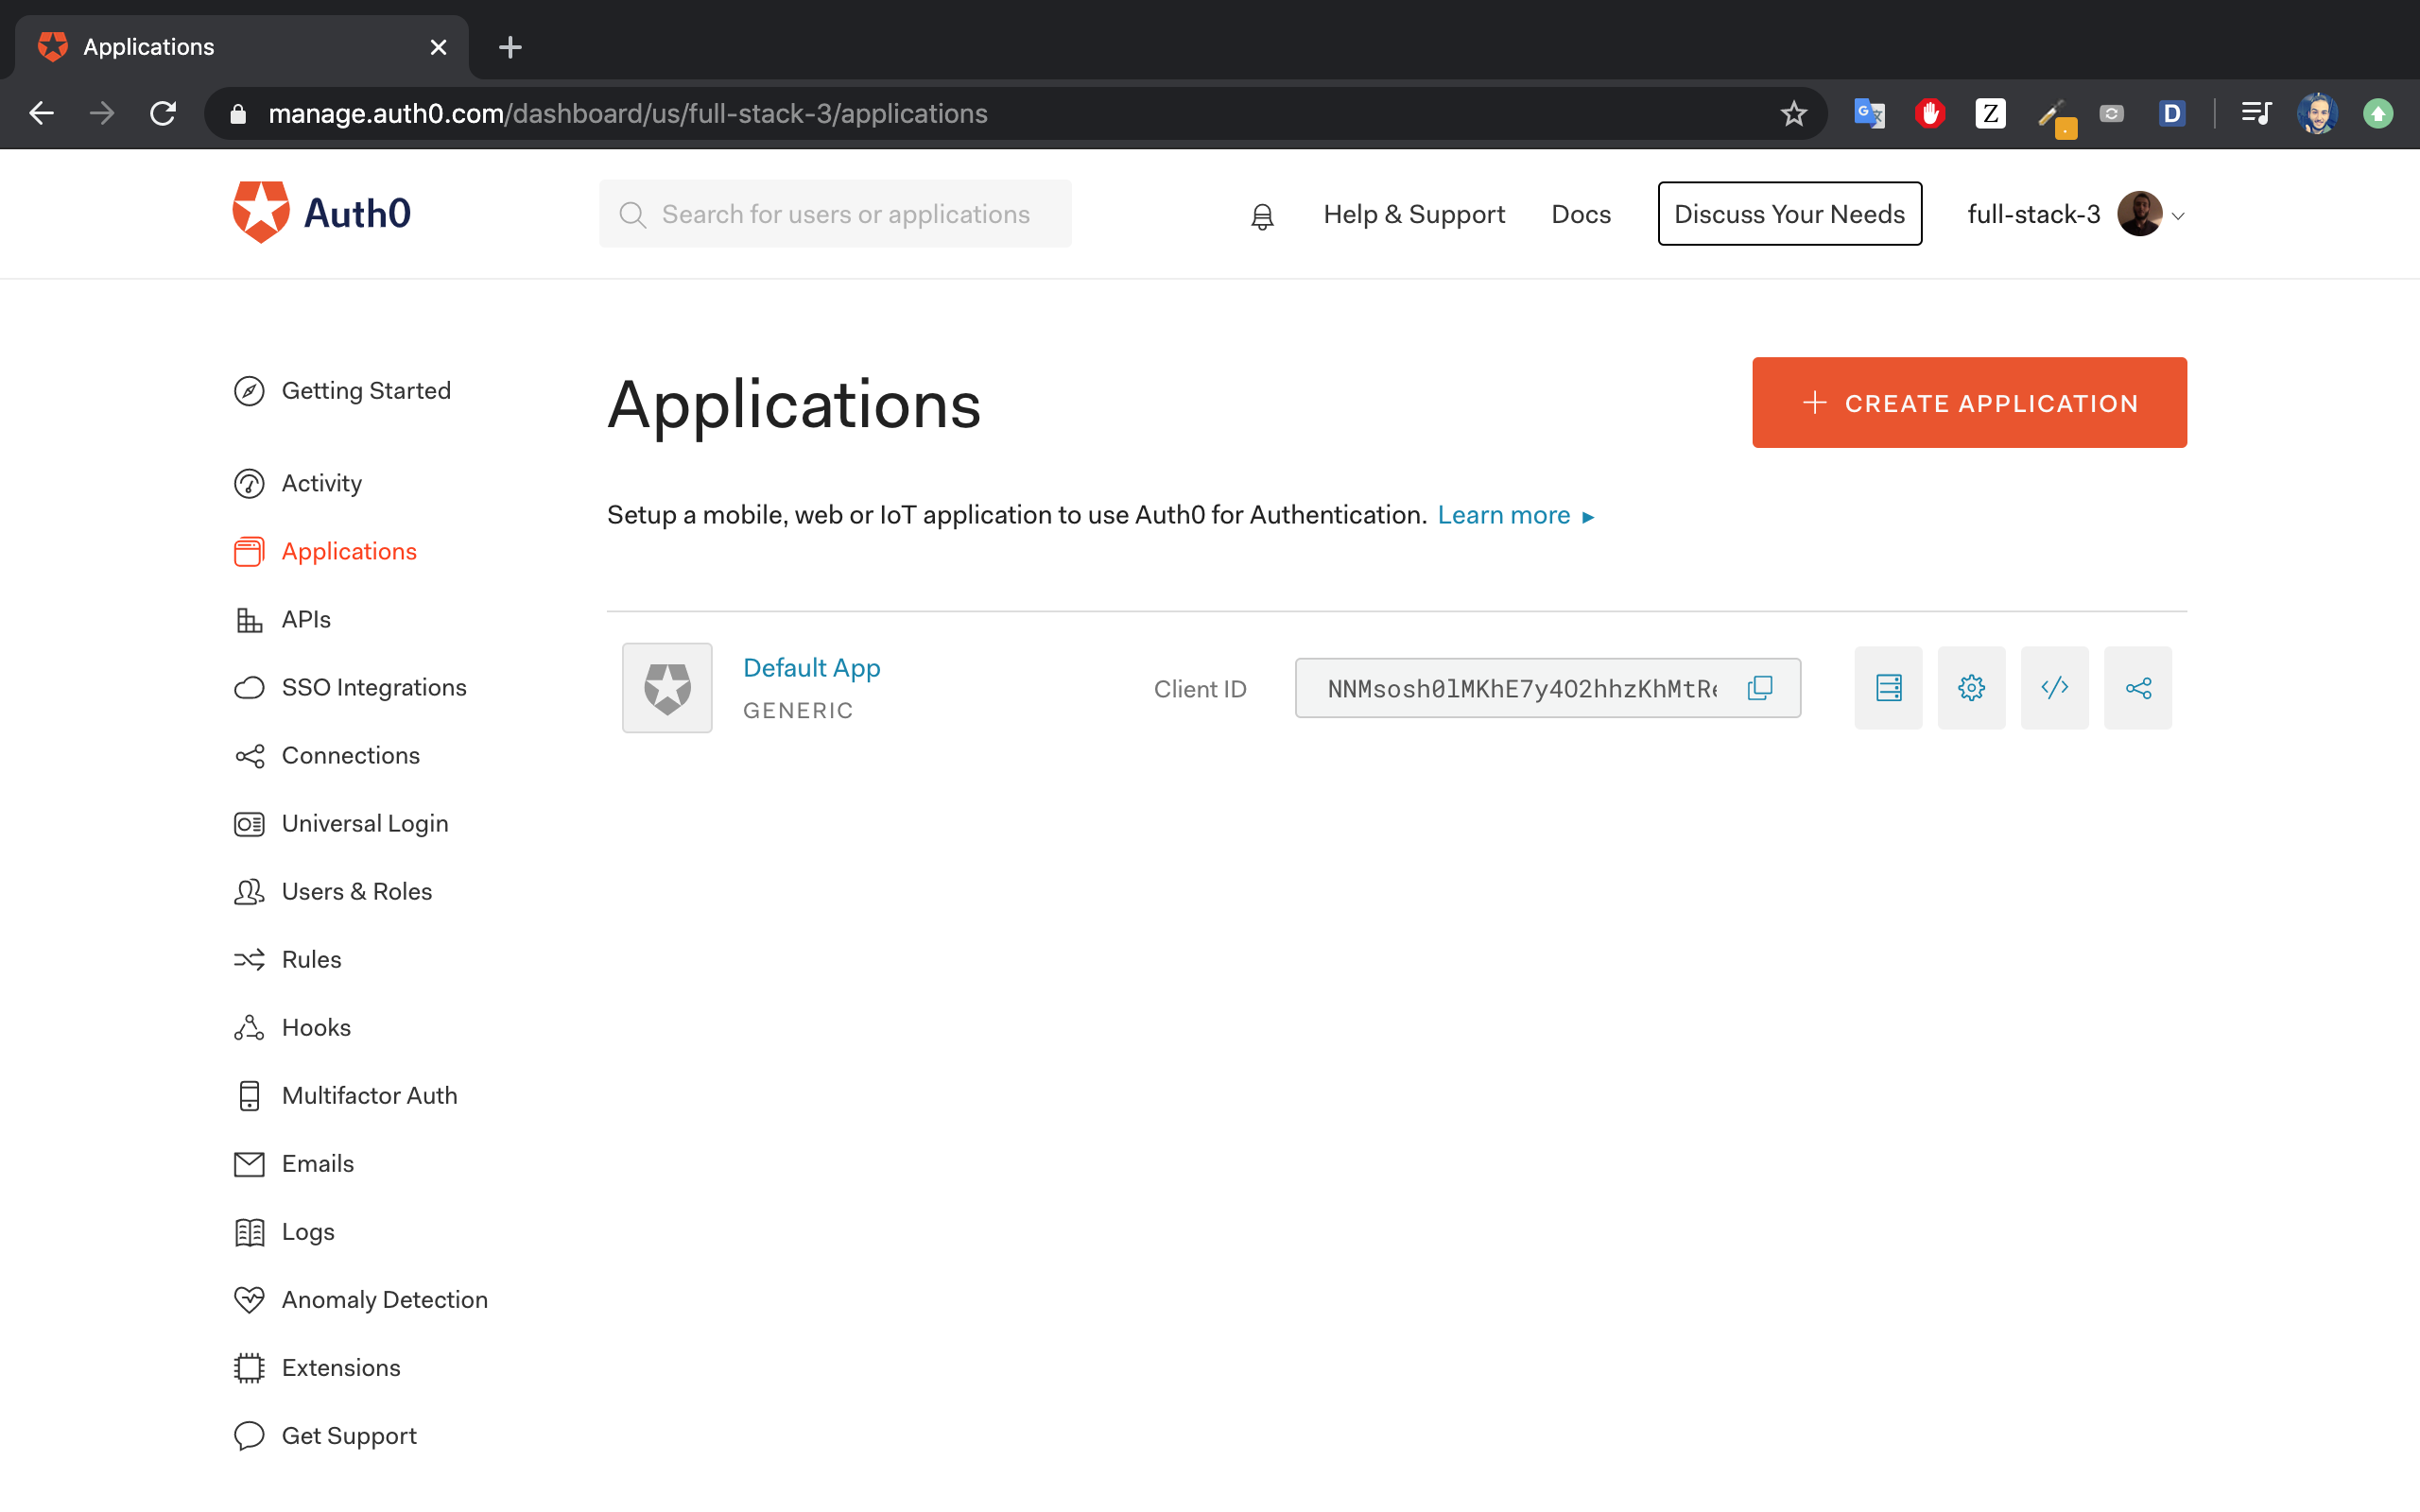 Applications
manage.auth0.com/dashboard/us/full-stack-3/applications
Z
D
Auth0
Search for users or applications
Help & Support
Docs
Discuss Your Needs
full-stack-3
Getting Started
Activity
Applications
APIs
SSO Integrations
Connections
Universal Login
Users & Roles
Rules
Hooks
Multifactor Auth
Emails
Logs
Anomaly Detection
Extensions
Get Support
Applications
CREATE APPLICATION
Setup a mobile, web or IoT application to use Auth0 for Authentication. Learn more ▸
Default App
GENERIC
Client ID
NNMsosh0lMKhE7y4O2hhzKhMtR